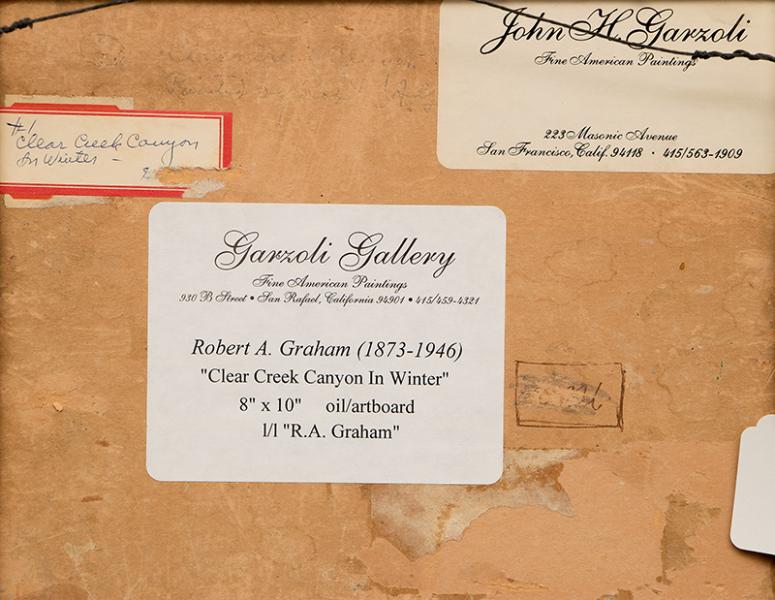 John H. Garzoli
Fine American Paintings
223 Masonic Avenue
San Francisco, Calif. 94118 · 415/563-1909
#1
Clear Creek Canyon
In Winter -
Garzoli Gallery
Fine American Paintings
930 B Street • San Rafael, California 94901 • 415/459-4321
Robert A. Graham (1873-1946)
"Clear Creek Canyon In Winter"
8" x 10" oil/artboard
l/l "R.A. Graham"